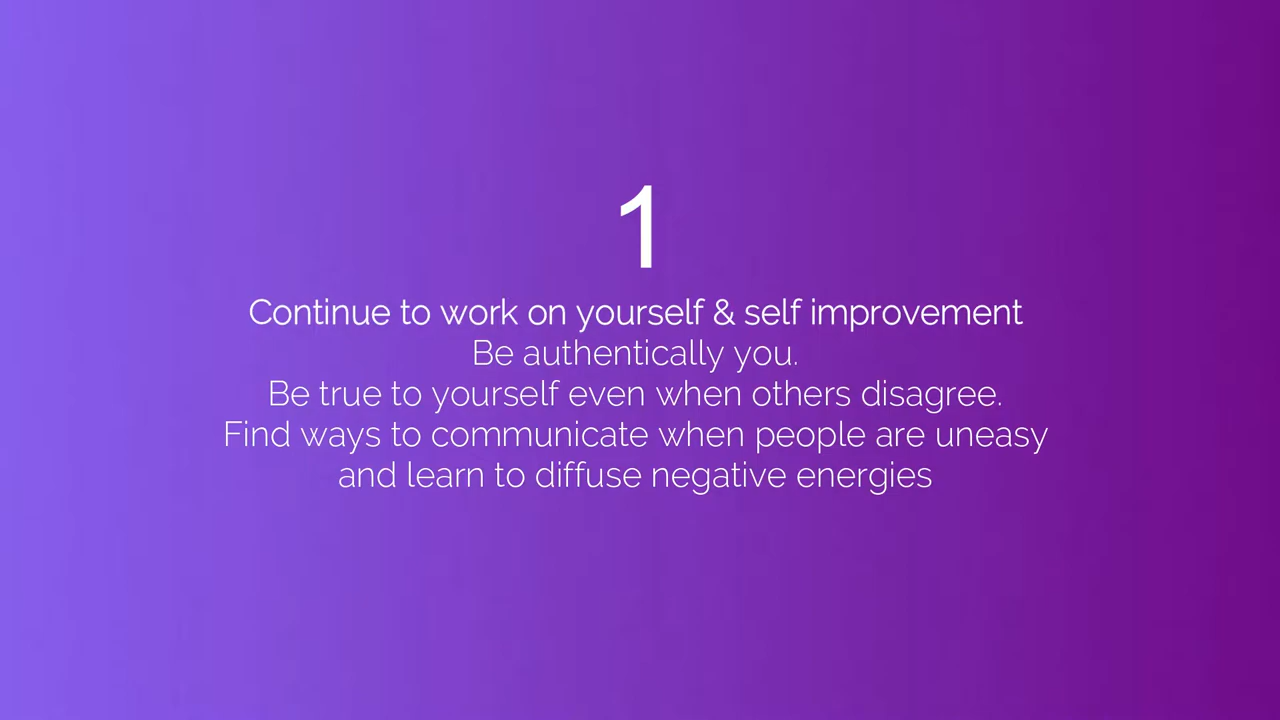 1
Continue to work on yourself & self improvement
Be authentically you.
Be true to yourself even when others disagree.
Find ways to communicate when people are uneasy
and learn to diffuse negative energies